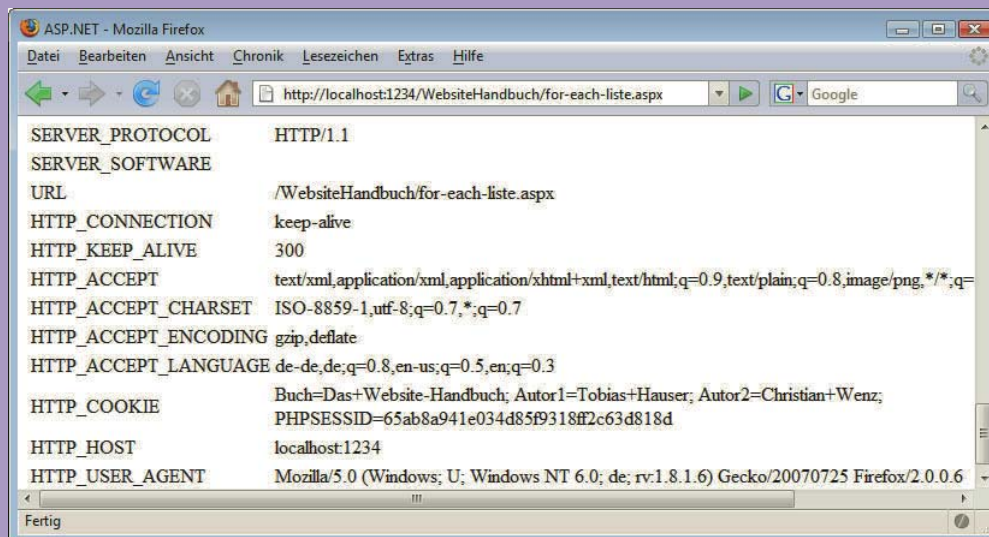 ASP.NET - Mozilla Firefox
Datei Bearbeiten Ansicht Chronik Lesezeichen Extras Hilfe
http://localhost:1234/WebsiteHandbuch/for-each-liste.aspx G Google
SERVER_PROTOCOL HTTP/1.1
SERVER_SOFTWARE
URL /WebsiteHandbuch/for-each-liste.aspx
HTTP_CONNECTION keep-alive
HTTP_KEEP_ALIVE 300
HTTP_ACCEPT text/xml,application/xml,application/xhtml+xml,text/html;q=0.9,text/plain;q=0.8,image/png,*/*;q=
HTTP_ACCEPT_CHARSET ISO-8859-1,utf-8;q=0.7,*;q=0.7
HTTP_ACCEPT_ENCODING gzip,deflate
HTTP_ACCEPT_LANGUAGE de-de,de;q=0.8,en-us;q=0.5,en;q=0.3
HTTP_COOKIE Buch=Das+Website-Handbuch; Autor1=Tobias+Hauser; Autor2=Christian+Wenz;
PHPSESSID=65ab8a941e034d85f9318ff2c63d818d
HTTP_HOST localhost:1234
HTTP_USER_AGENT Mozilla/5.0 (Windows; U; Windows NT 6.0; de; rv:1.8.1.6) Gecko/20070725 Firefox/2.0.0.6
Fertig